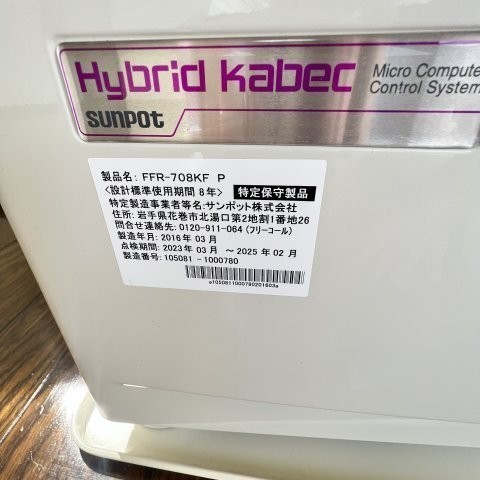 Hybrid Kabec
Micro Compute
Control System
sunpot
製品名: FFR-708KF P
<設計標準使用期間 8年> 特定保守製品
特定製造事業者等名:サンポット株式会社
住所: 岩手県花巻市北湯口第2地割1番地26
問合せ連絡先: 0120-911-064 (フリーコール)
製造年月: 2016年 03月
点検期間: 2023年 03月 ～2025年 02月
製造番号: 105081 -1000780
a1050811000780201603a